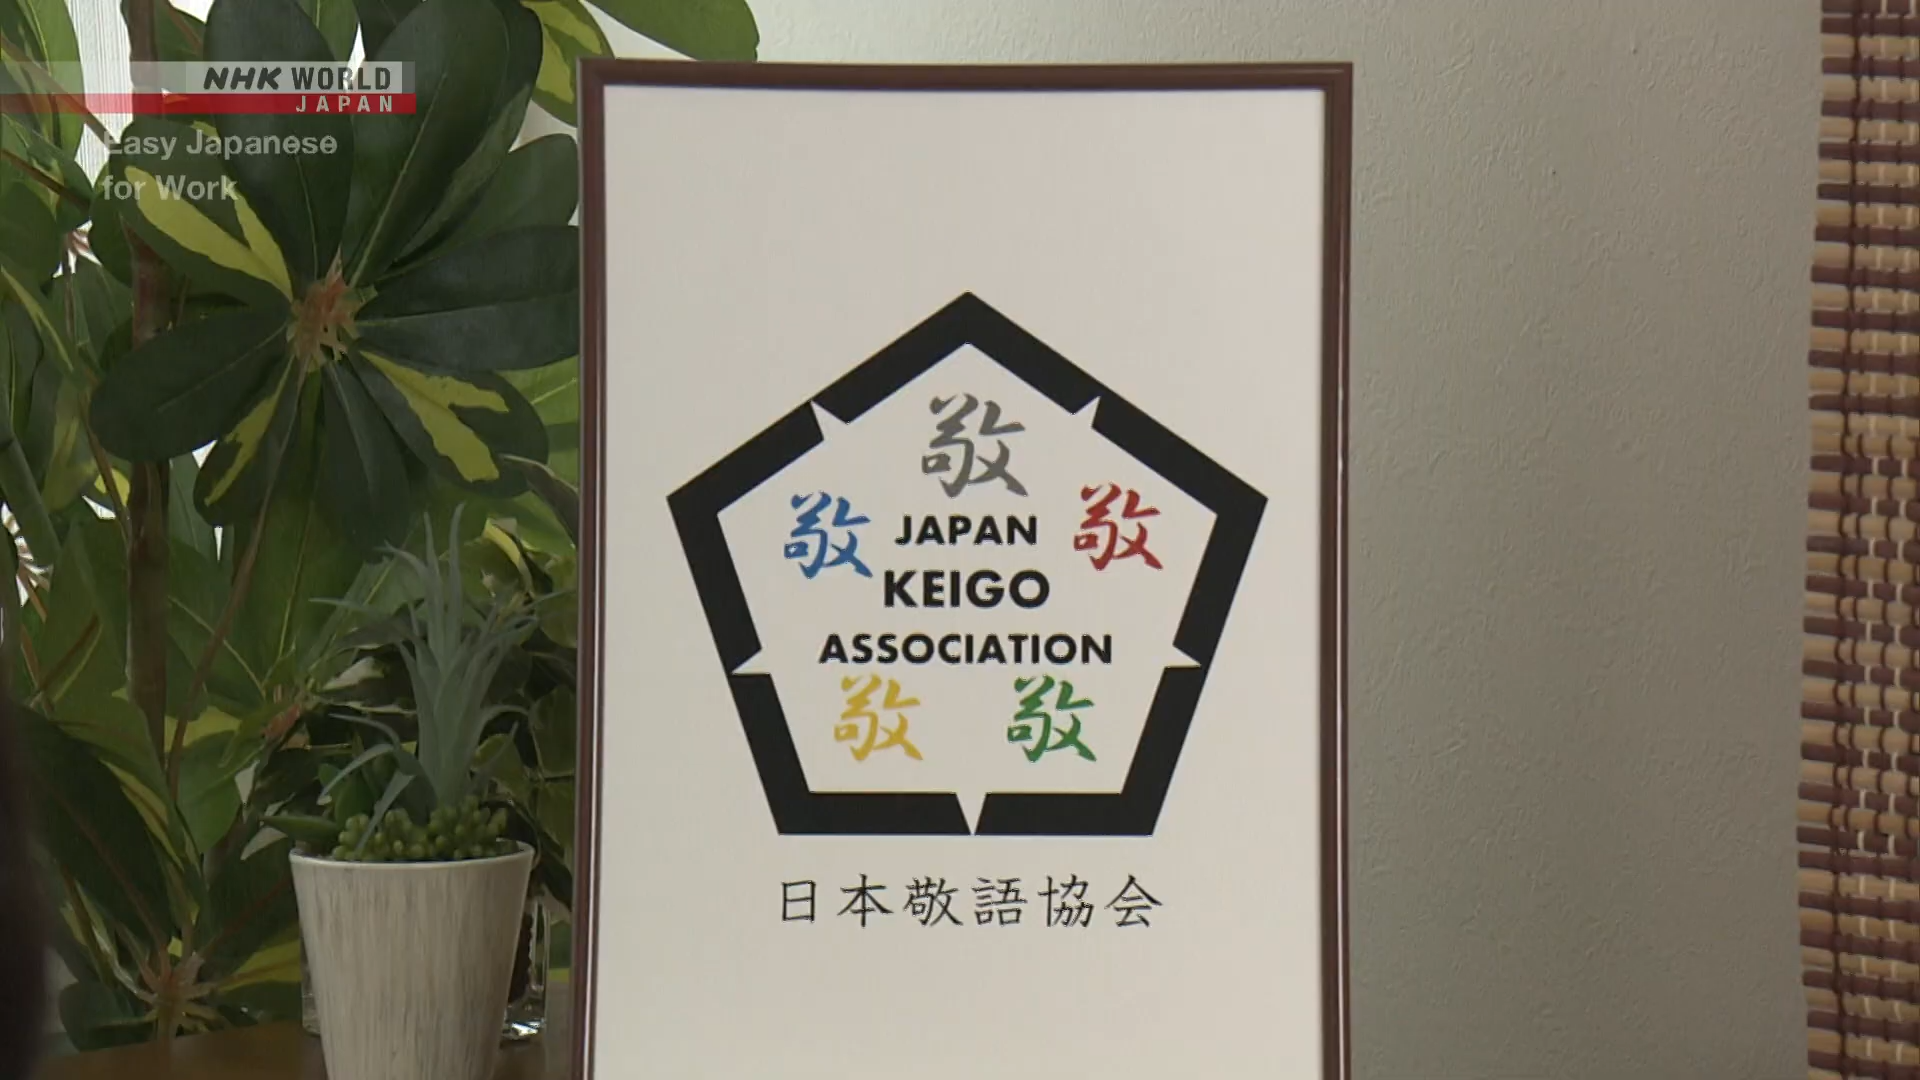 NHK WORLD
JAPAN
Easy Japanese
for Work
敬
敬 JAPAN 敬
KEIGO
ASSOCIATION
敬 敬
日本敬語協会